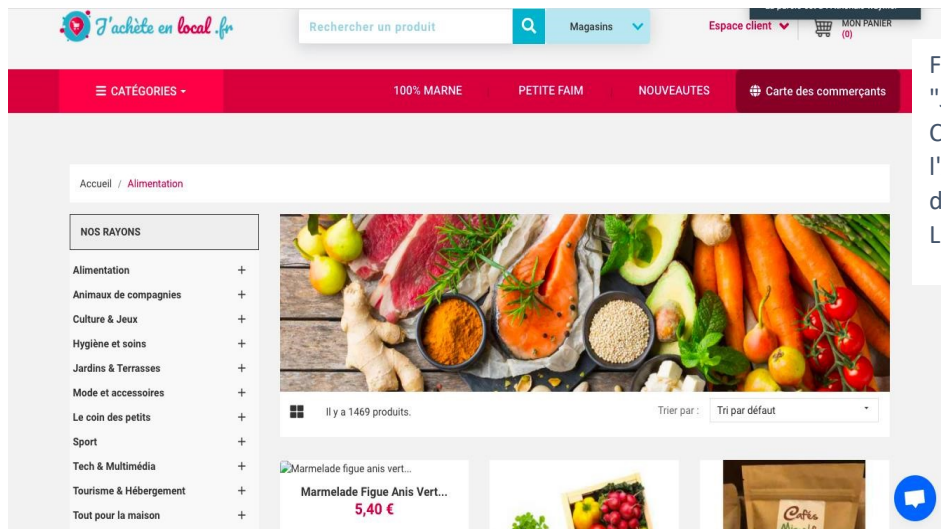 J'achète en local .fr
Rechercher un produit
Magasins
Espace client
MON PANIER
(0)
CATÉGORIES
100% MARNE
PETITE FAIM
NOUVEAUTES
Carte des commerçants
Accueil / Alimentation
NOS RAYONS
Alimentation +
Animaux de compagnies +
Culture & Jeux +
Hygiène et soins +
Jardins & Terrasses +
Mode et accessoires +
Le coin des petits +
Sport +
Tech & Multimédia +
Tourisme & Hébergement +
Tout pour la maison +
Il y a 1469 produits.
Trier par :
Tri par défaut
Marmelade figue anis vert...
Marmelade Figue Anis Vert...
5,40 €
Cafés
F
l'
d
L